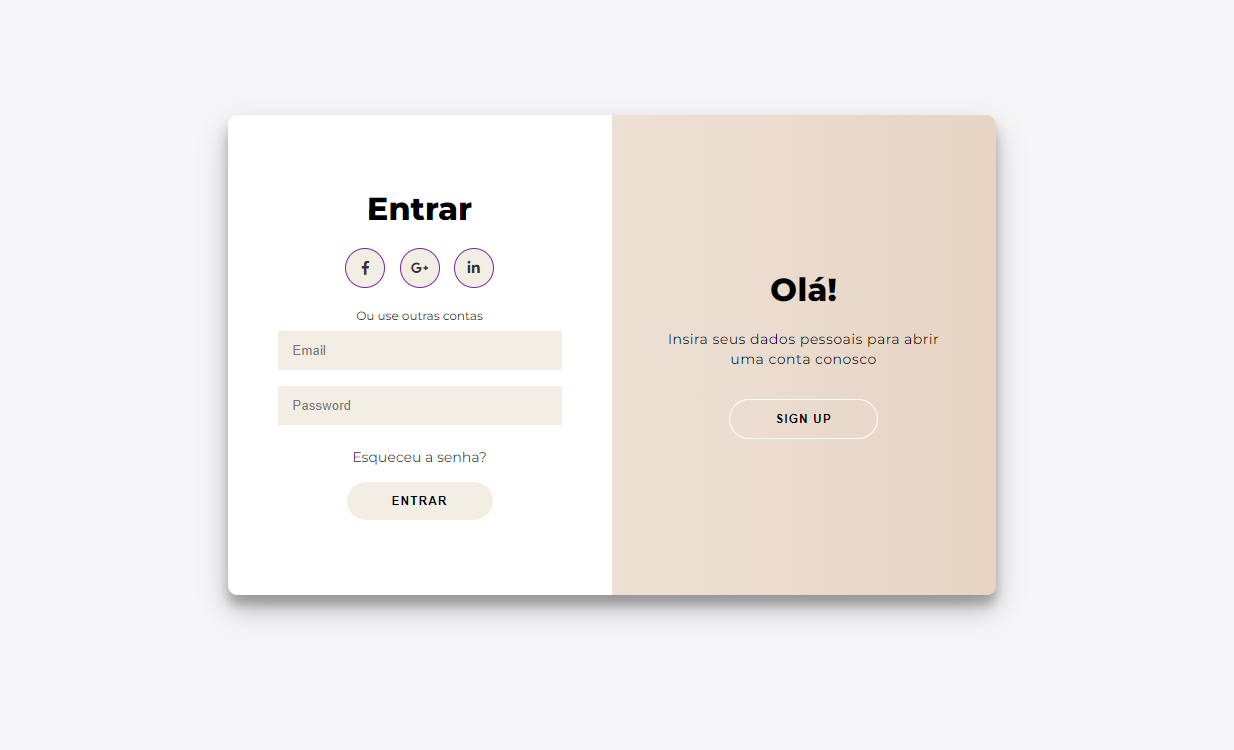 Entrar
f G+ in
Ou use outras contas
Email
Password
Esqueceu a senha?
ENTRAR
Olá!
Insira seus dados pessoais para abrir
uma conta conosco
SIGN UP